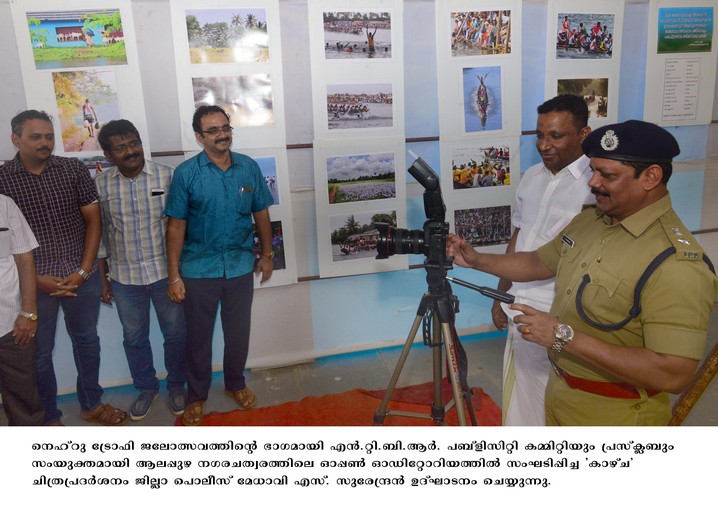 നെഹ്റു ട്രോഫി ജലോത്സവത്തിന്റെ ഭാഗമായി എൻ.റ്റി.ബി.ആർ. പബ്ളിസിറ്റി കമ്മിറ്റിയും പ്രസ്ക്ലബും
സംയുക്തമായി ആലപ്പുഴ നഗരചത്വരത്തിലെ ഓപ്പൺ ഓഡിറ്റോറിയത്തിൽ സംഘടിപ്പിച്ച 'കാഴ്ച'
ചിത്രപ്രദർശനം ജില്ലാ പൊലീസ് മേധാവി എസ്. സുരേന്ദ്രൻ ഉദ്ഘാടനം ചെയ്യുന്നു.